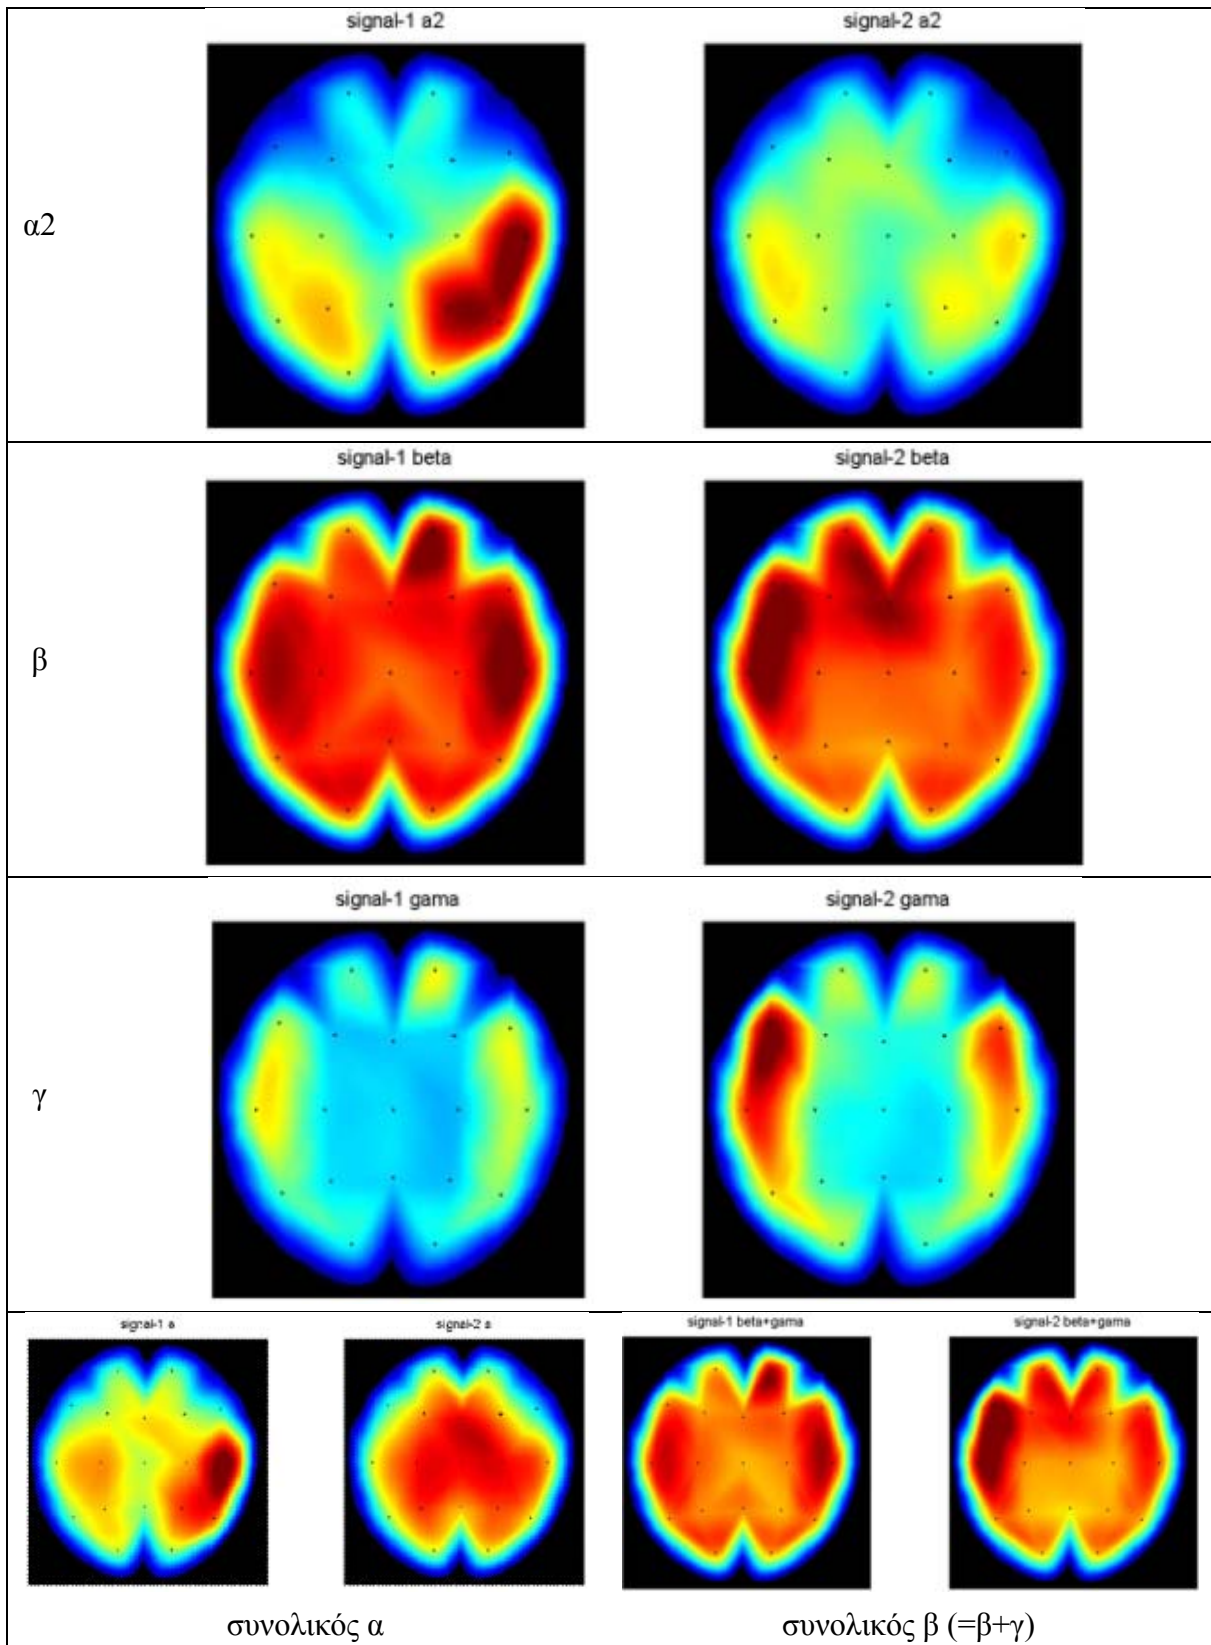 signal-1 a2 signal-2 a2
α2
signal-1 beta signal-2 beta
β
signal-1 gama signal-2 gama
γ
signal-1 a signal-2 a signal-1 beta+gama signal-2 beta+gama
συνολικός α συνολικός β (=β+γ)